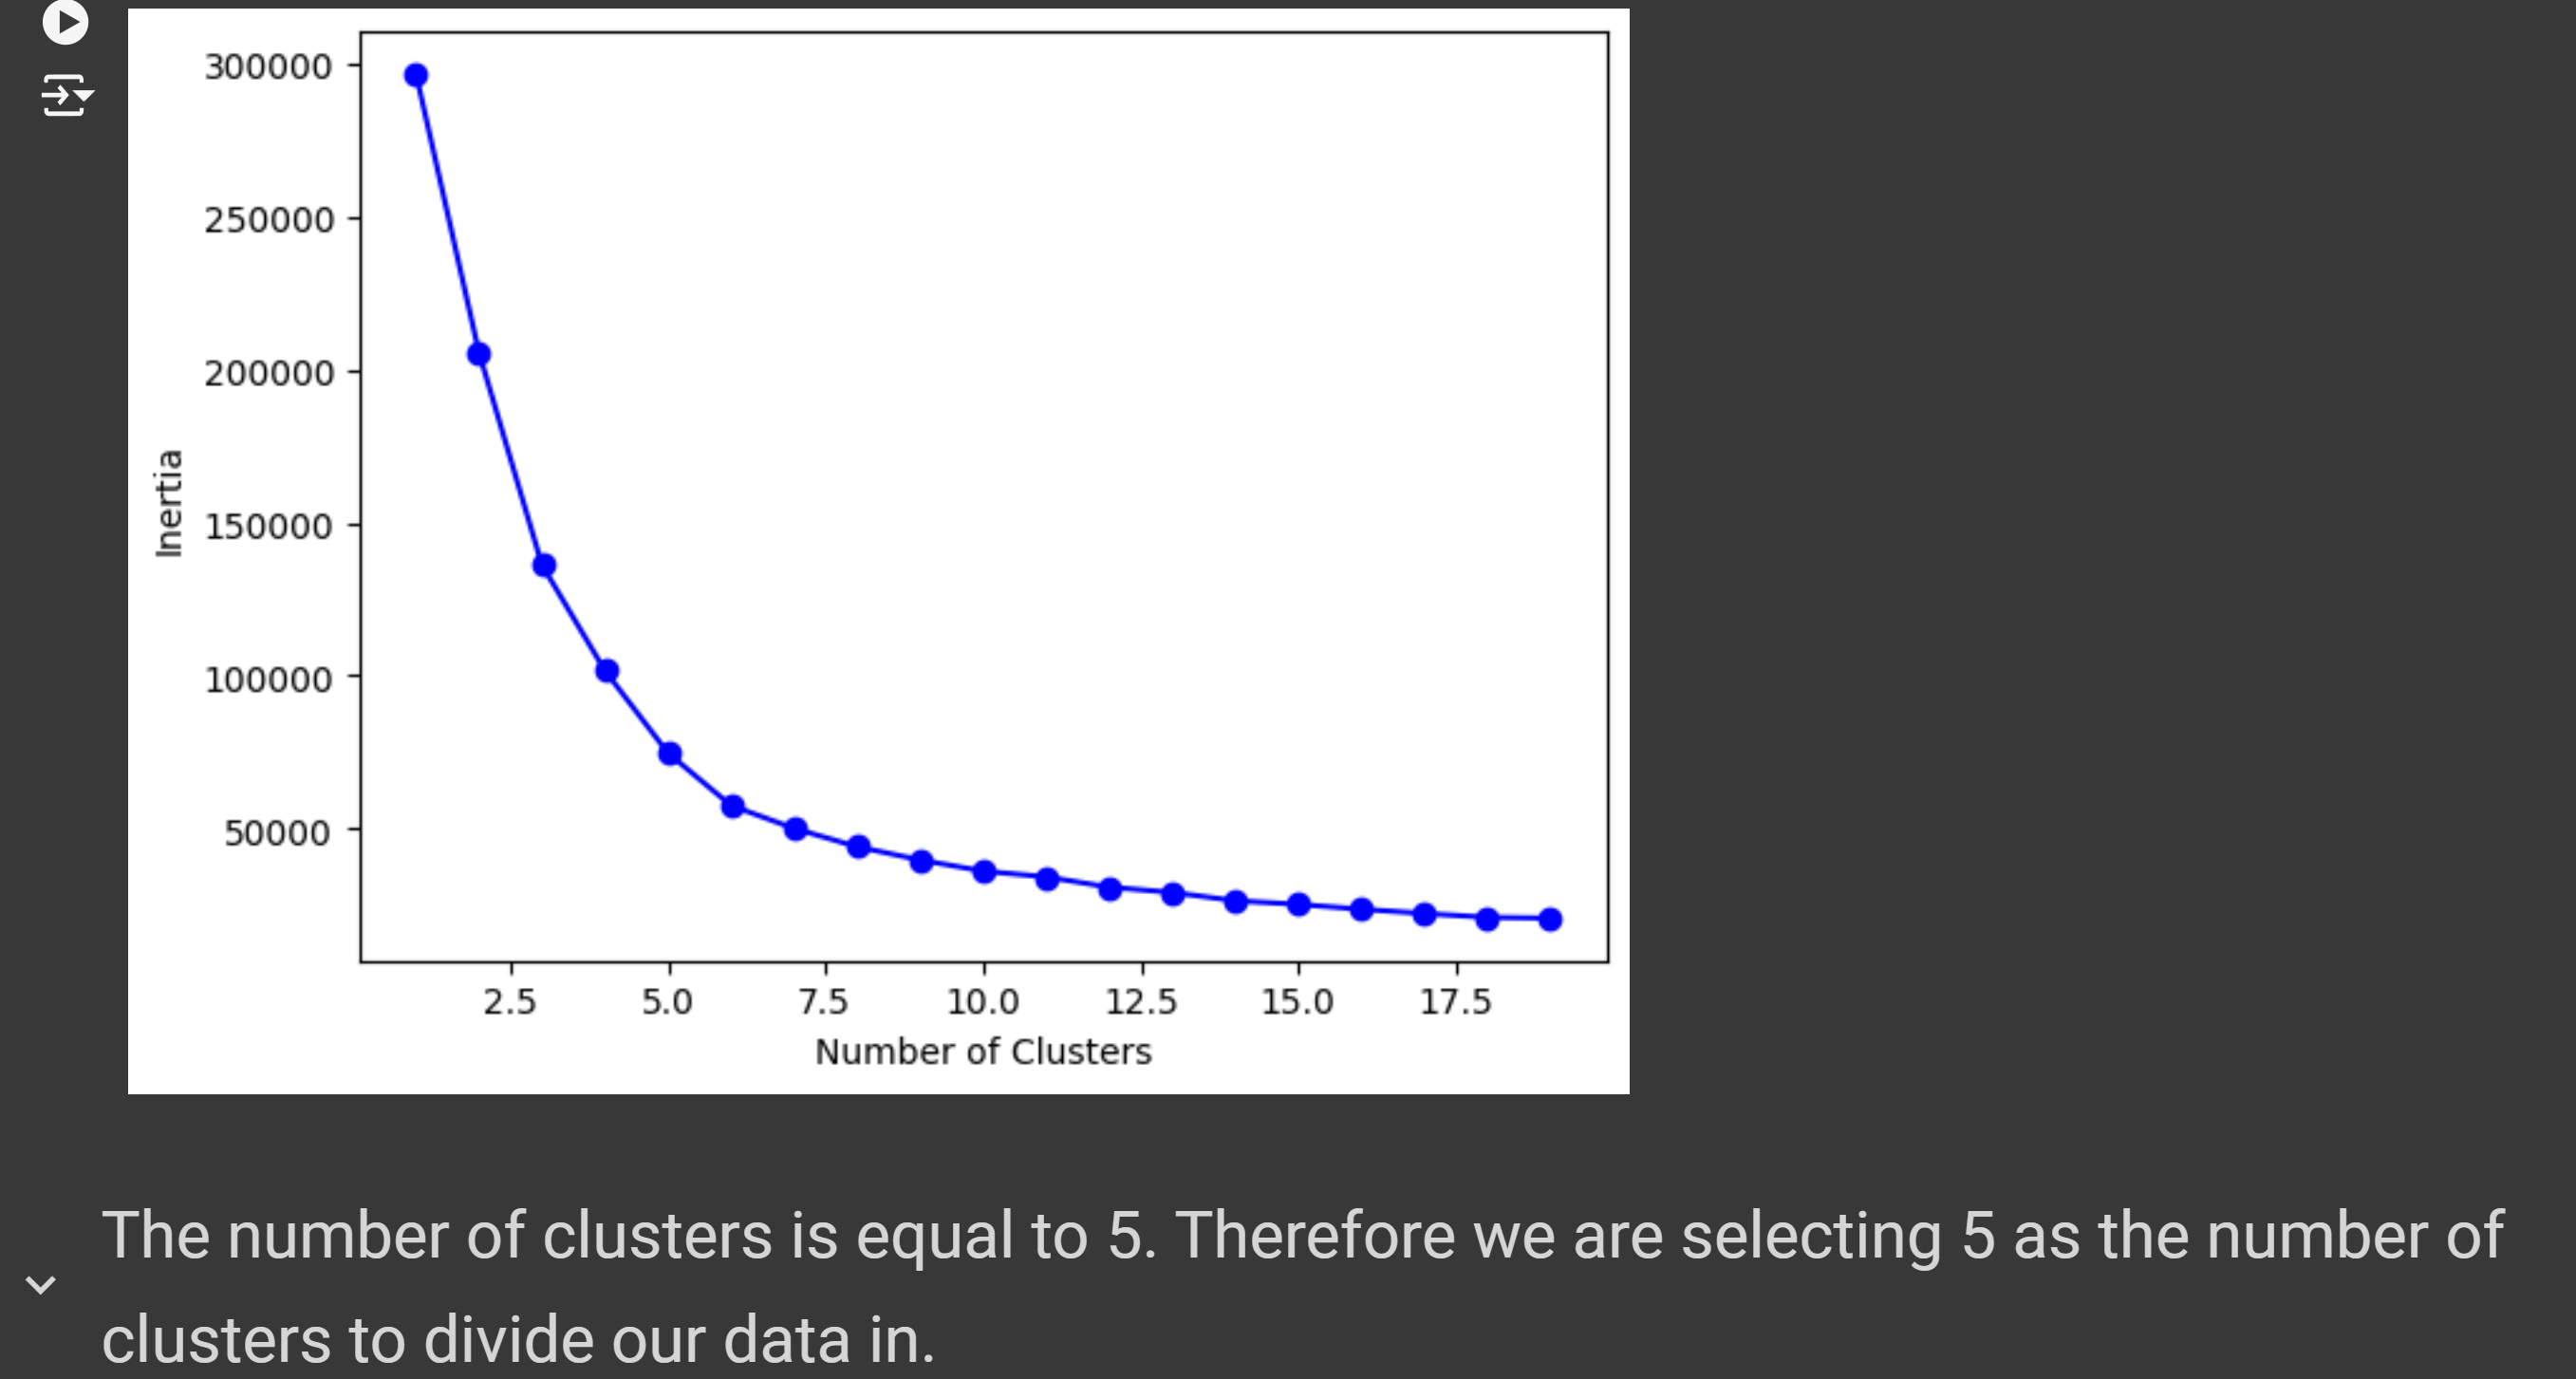 300000
250000
200000
150000
100000
50000
Inertia
2.5 5.0 7.5 10.0 12.5 15.0 17.5
Number of Clusters
The number of clusters is equal to 5. Therefore we are selecting 5 as the number of
clusters to divide our data in.